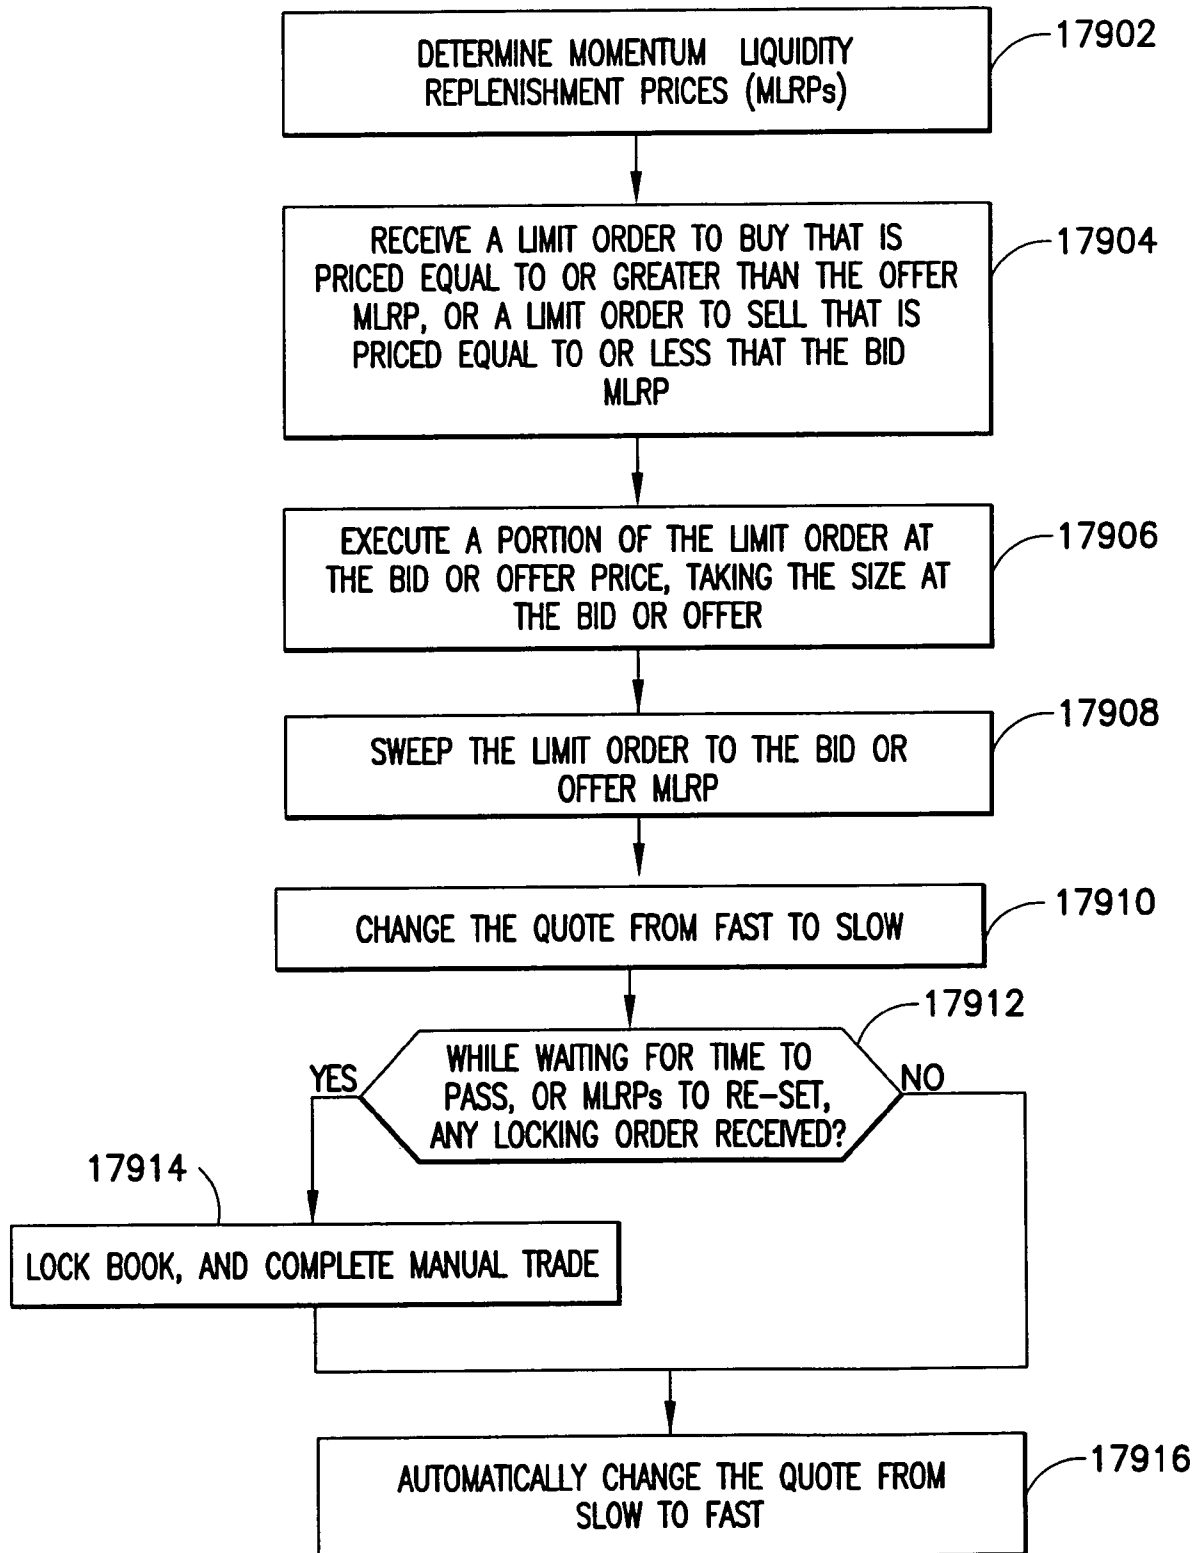 DETERMINE MOMENTUM LIQUIDITY
REPLENISHMENT PRICES (MLRPs)
17902
RECEIVE A LIMIT ORDER TO BUY THAT IS
PRICED EQUAL TO OR GREATER THAN THE OFFER
MLRP, OR A LIMIT ORDER TO SELL THAT IS
PRICED EQUAL TO OR LESS THAT THE BID
MLRP
17904
EXECUTE A PORTION OF THE LIMIT ORDER AT
THE BID OR OFFER PRICE, TAKING THE SIZE AT
THE BID OR OFFER
17906
SWEEP THE LIMIT ORDER TO THE BID OR
OFFER MLRP
17908
CHANGE THE QUOTE FROM FAST TO SLOW
17910
17912
WHILE WAITING FOR TIME TO
PASS, OR MLRPs TO RE-SET,
ANY LOCKING ORDER RECEIVED?
YES
NO
17914
LOCK BOOK, AND COMPLETE MANUAL TRADE
AUTOMATICALLY CHANGE THE QUOTE FROM
SLOW TO FAST
17916